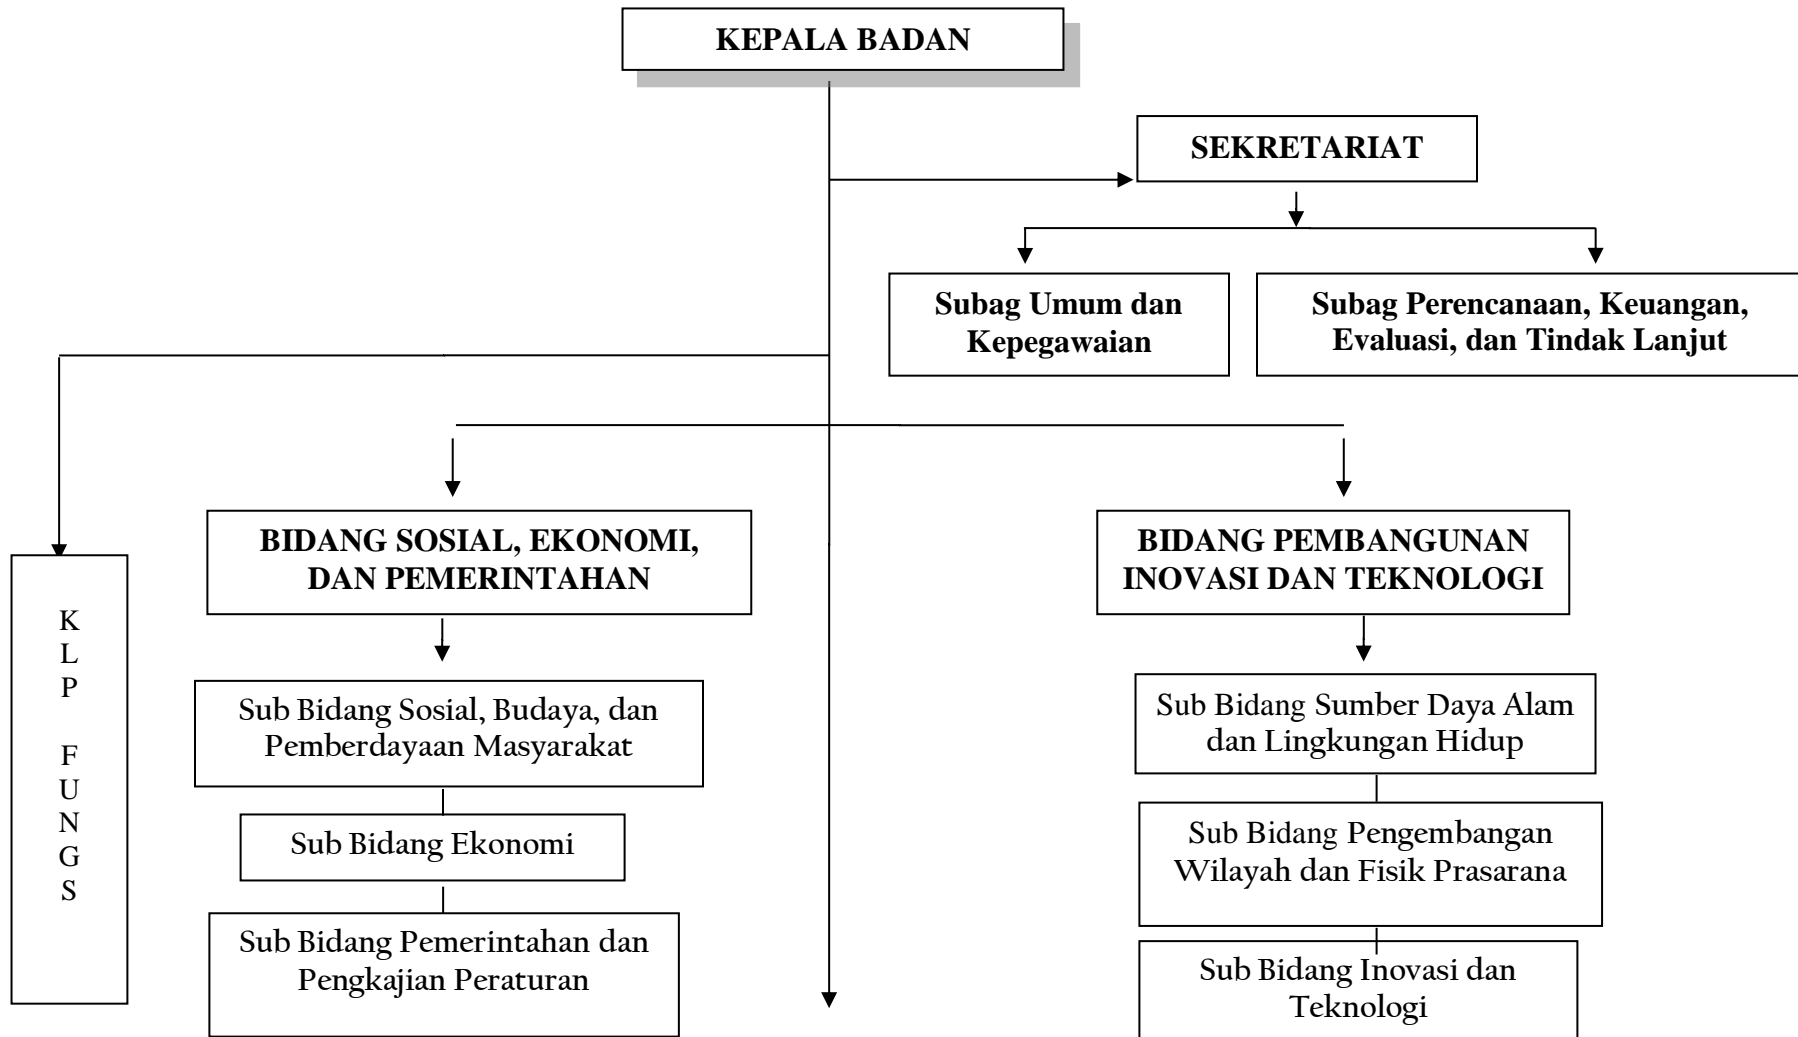 KEPALA BADAN
SEKRETARIAT
Subag Umum dan
Kepegawaian
Subag Perencanaan, Keuangan,
Evaluasi, dan Tindak Lanjut
BIDANG SOSIAL, EKONOMI,
DAN PEMERINTAHAN
BIDANG PEMBANGUNAN
INOVASI DAN TEKNOLOGI
K
L
P
F
U
N
G
S
Sub Bidang Sosial, Budaya, dan
Pemberdayaan Masyarakat
Sub Bidang Ekonomi
Sub Bidang Pemerintahan dan
Pengkajian Peraturan
Sub Bidang Sumber Daya Alam
dan Lingkungan Hidup
Sub Bidang Pengembangan
Wilayah dan Fisik Prasarana
Sub Bidang Inovasi dan
Teknologi